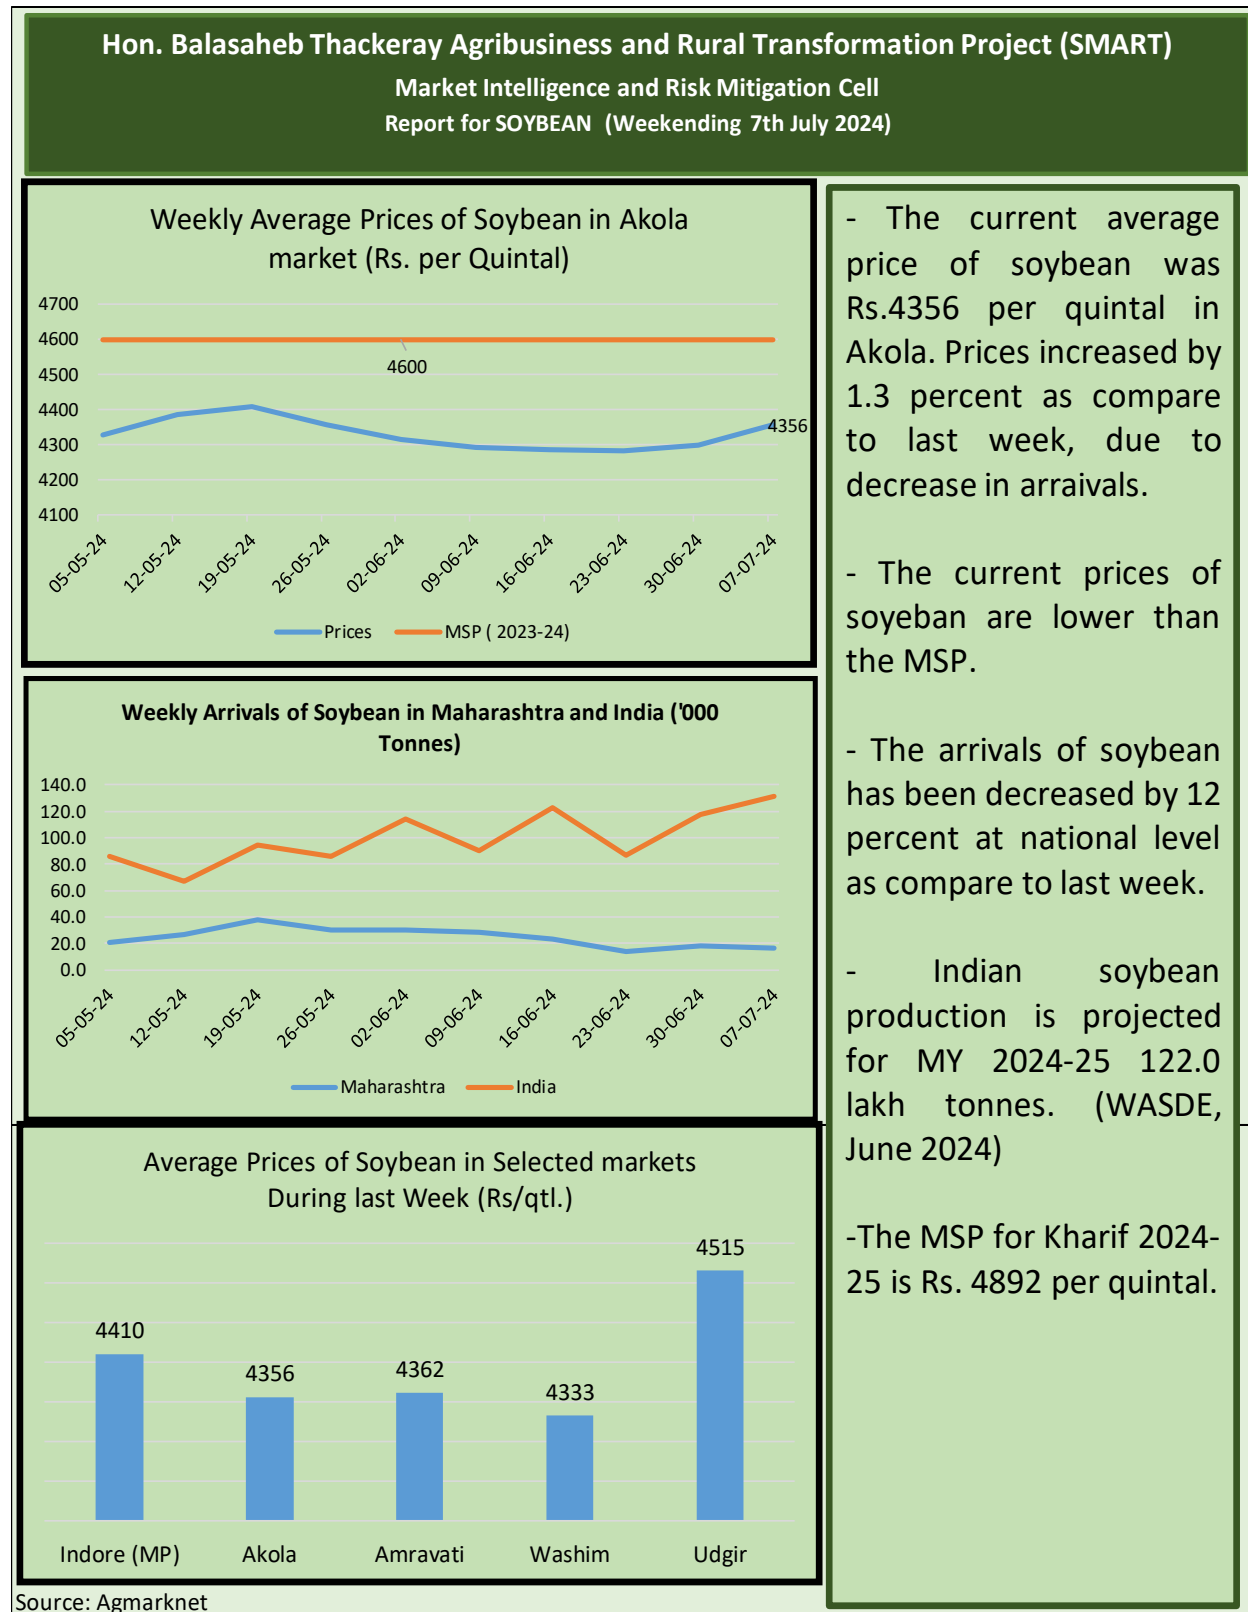 Hon. Balasaheb Thackeray Agribusiness and Rural Transformation Project (SMART)
Market Intelligence and Risk Mitigation Cell
Report for SOYBEAN (Weekending 7th July 2024)
Weekly Average Prices of Soybean in Akola
market (Rs. per Quintal)
4700
4600
4500
4400
4300
4200
4100
4600
4356
05-05-24
12-05-24
19-05-24
26-05-24
02-06-24
09-06-24
16-06-24
23-06-24
30-06-24
07-07-24
Prices
MSP ( 2023-24)
Weekly Arrivals of Soybean in Maharashtra and India ('000
Tonnes)
140.0
120.0
100.0
80.0
60.0
40.0
20.0
0.0
05-05-24
12-05-24
19-05-24
26-05-24
02-06-24
09-06-24
16-06-24
23-06-24
30-06-24
07-07-24
Maharashtra
India
Average Prices of Soybean in Selected markets
During last Week (Rs/qtl.)
4410
4356
4362
4333
4515
Indore (MP)
Akola
Amravati
Washim
Udgir
Source: Agmarknet
- The current average
price of soybean was
Rs.4356 per quintal in
Akola. Prices increased by
1.3 percent as compare
to last week, due to
decrease in arraivals.
- The current prices of
soyeban are lower than
the MSP.
- The arrivals of soybean
has been decreased by 12
percent at national level
as compare to last week.
- Indian soybean
production is projected
for MY 2024-25 122.0
lakh tonnes. (WASDE,
June 2024)
-The MSP for Kharif 2024-
25 is Rs. 4892 per quintal.